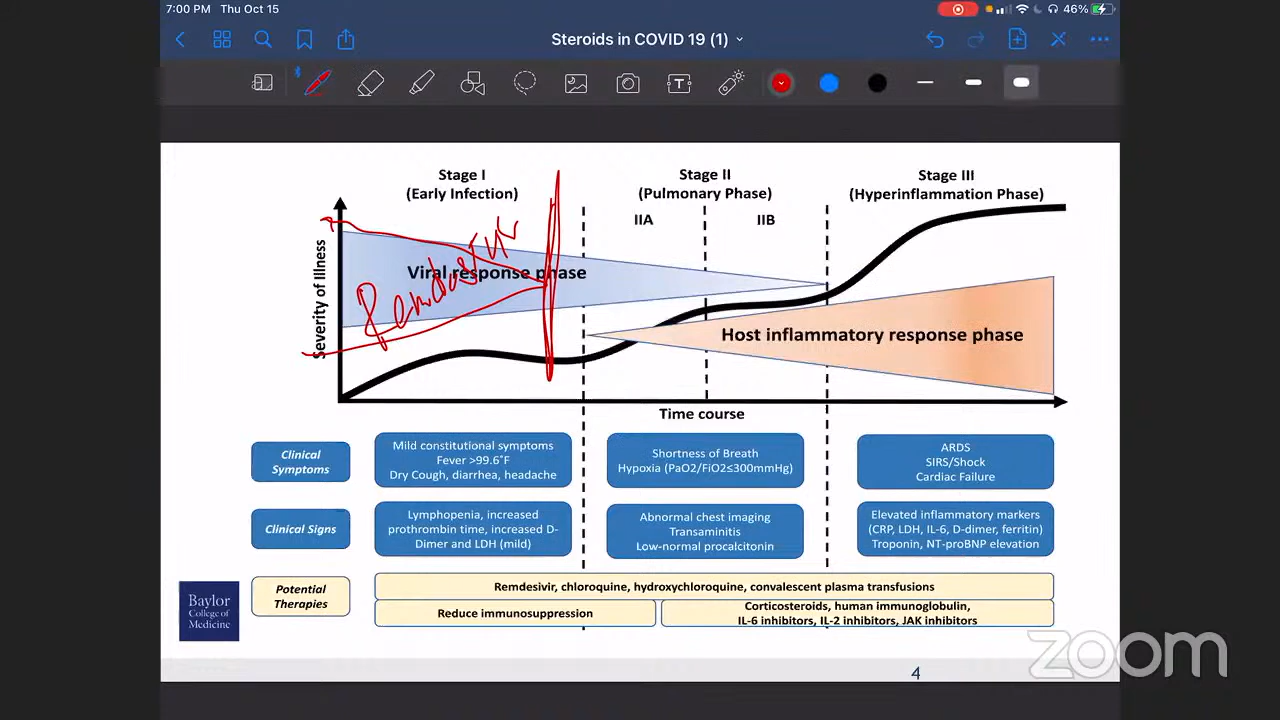 7:00 PM Thu Oct 15
46%
Steroids in COVID 19 (1)
T
Stage I
(Early Infection)
Stage II
(Pulmonary Phase)
Stage III
(Hyperinflammation Phase)
IIA
IIB
Severity of Illness
Viral response phase
Host inflammatory response phase
Time course
Clinical
Symptoms
Mild constitutional symptoms
Fever >99.6°F
Dry Cough, diarrhea, headache
Shortness of Breath
Hypoxia (PaO2/FiO2≤300mmHg)
ARDS
SIRS/Shock
Cardiac Failure
Clinical Signs
Lymphopenia, increased
prothrombin time, increased D-
Dimer and LDH (mild)
Abnormal chest imaging
Transaminitis
Low-normal procalcitonin
Elevated inflammatory markers
(CRP, LDH, IL-6, D-dimer, ferritin)
Troponin, NT-proBNP elevation
Potential
Therapies
Remdesivir, chloroquine, hydroxychloroquine, convalescent plasma transfusions
Reduce immunosuppression
Corticosteroids, human immunoglobulin,
IL-6 inhibitors, IL-2 inhibitors, JAK inhibitors
Baylor
College of
Medicine
4
zoom